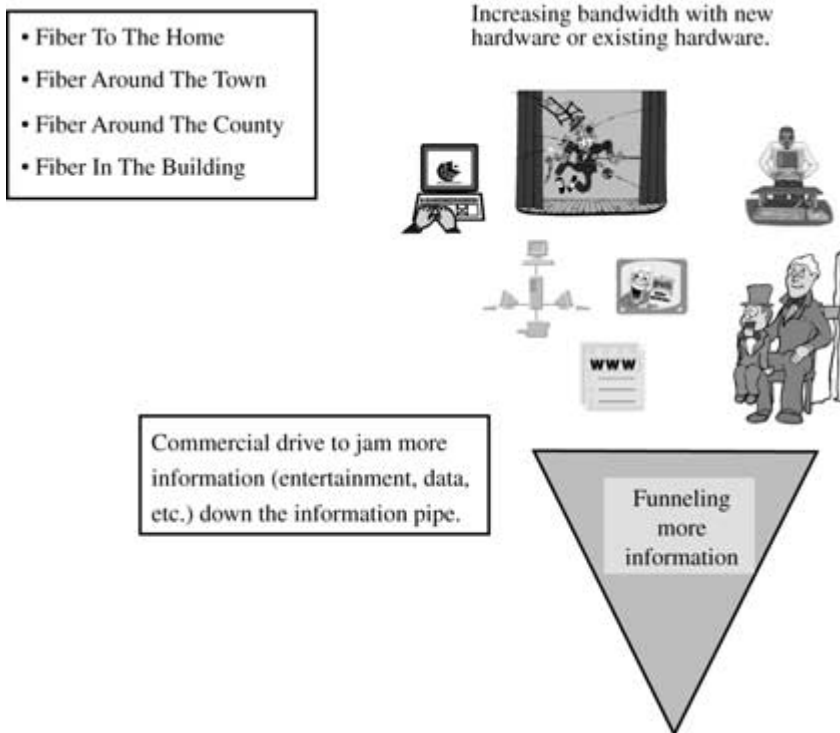 • Fiber To The Home
• Fiber Around The Town
• Fiber Around The County
• Fiber In The Building
Increasing bandwidth with new
hardware or existing hardware.
WWW
Commercial drive to jam more
information (entertainment, data,
etc.) down the information pipe.
Funneling
more
information